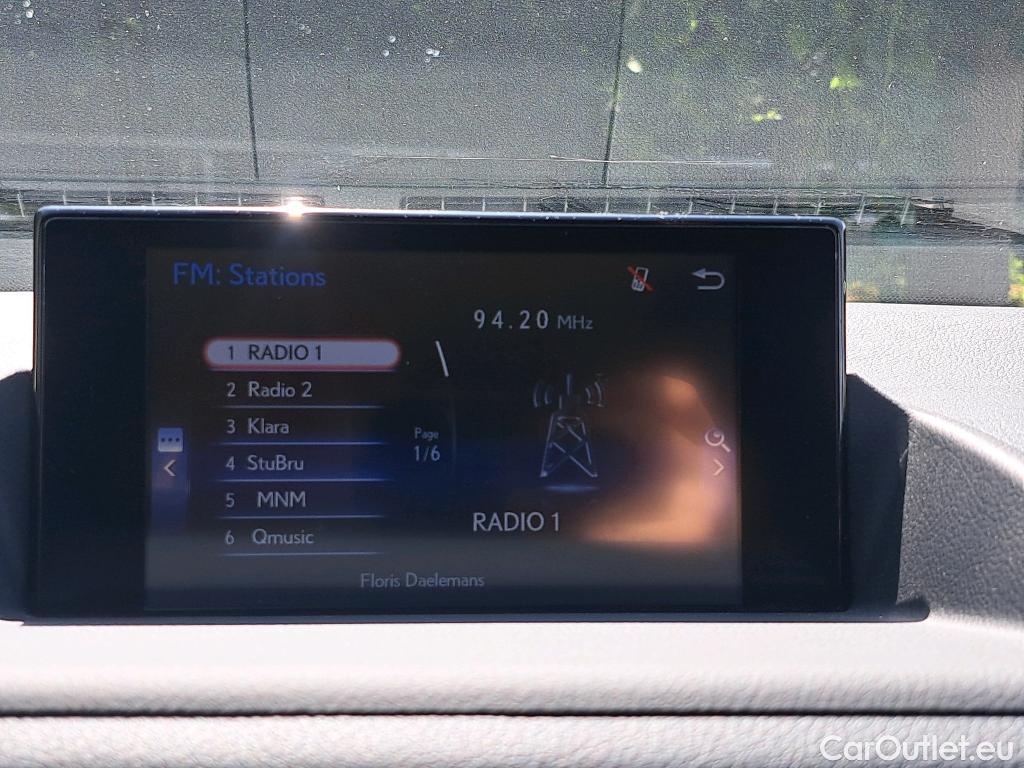 FM: Stations
94.20 MHz
1 RADIO 1
2 Radio 2
3 Klara
4 StuBru
5 MNM
6 Qmusic
Page
1/6
RADIO 1
Floris Daelemans
CarOutlet.eu